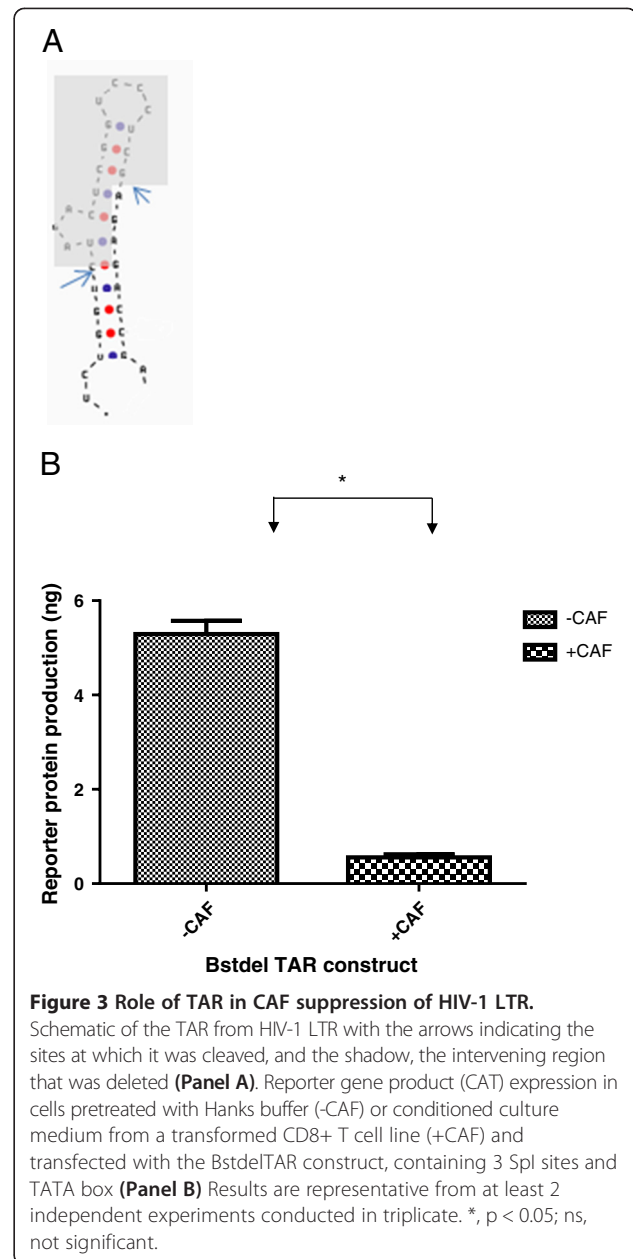 A
B
*
6
4
2
0
Reporter protein production (ng)
-CAF
+CAF
-CAF
+CAF
Bstdel TAR construct
Figure 3 Role of TAR in CAF suppression of HIV-1 LTR.
Schematic of the TAR from HIV-1 LTR with the arrows indicating the
sites at which it was cleaved, and the shadow, the intervening region
that was deleted (Panel A). Reporter gene product (CAT) expression in
cells pretreated with Hanks buffer (-CAF) or conditioned culture
medium from a transformed CD8+ T cell line (+CAF) and
transfected with the BstdelTAR construct, containing 3 SpI sites and
TATA box (Panel B) Results are representative from at least 2
independent experiments conducted in triplicate. *, p < 0.05; ns,
not significant.